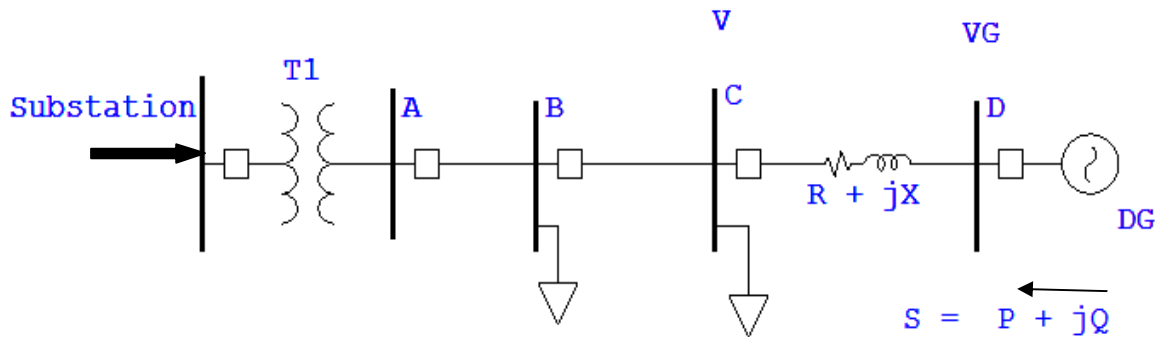 V
VG
T1
Substation
A
B
C
D
R + jX
DG
S = P + jQ